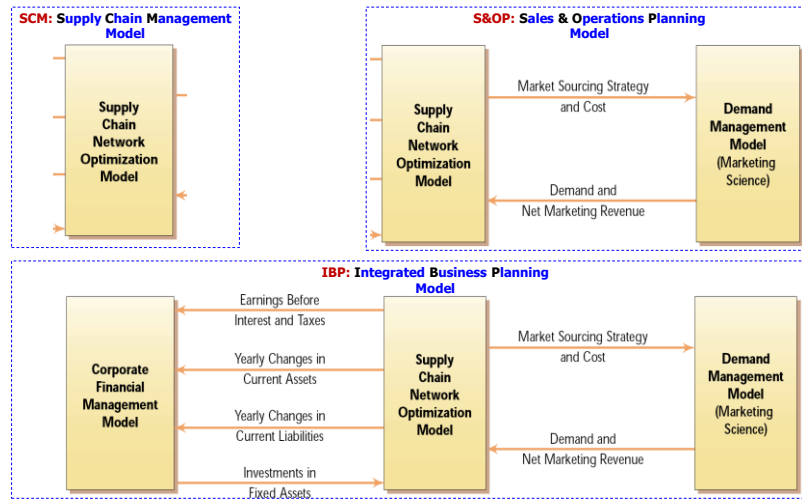 SCM: Supply Chain Management
Model
Supply
Chain
Network
Optimization
Model
S&OP: Sales & Operations Planning
Model
Supply
Chain
Network
Optimization
Model
Market Sourcing Strategy
and Cost
Demand and
Net Marketing Revenue
Demand
Management
Model
(Marketing
Science)
IBP: Integrated Business Planning
Model
Corporate
Financial
Management
Model
Earnings Before
Interest and Taxes
Yearly Changes in
Current Assets
Yearly Changes in
Current Liabilities
Investments in
Fixed Assets
Supply
Chain
Network
Optimization
Model
Market Sourcing Strategy
and Cost
Demand and
Net Marketing Revenue
Demand
Management
Model
(Marketing
Science)